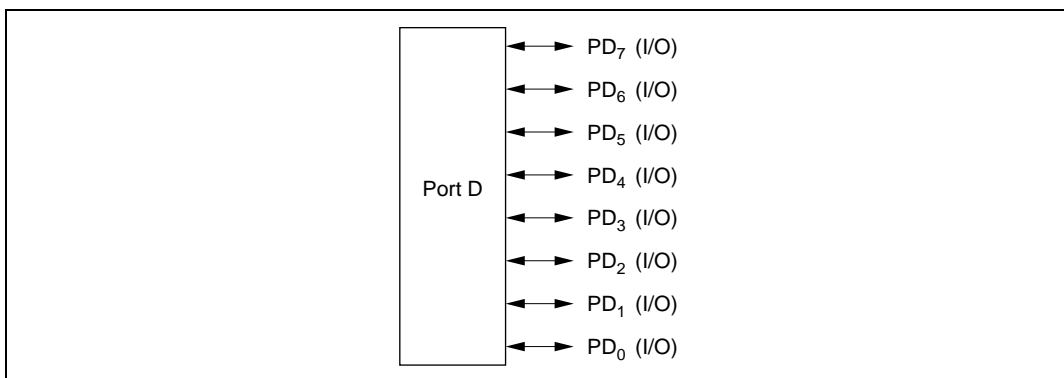 PD₇ (I/O)
PD₆ (I/O)
PD₅ (I/O)
PD₄ (I/O)
Port D
PD₃ (I/O)
PD₂ (I/O)
PD₁ (I/O)
PD₀ (I/O)